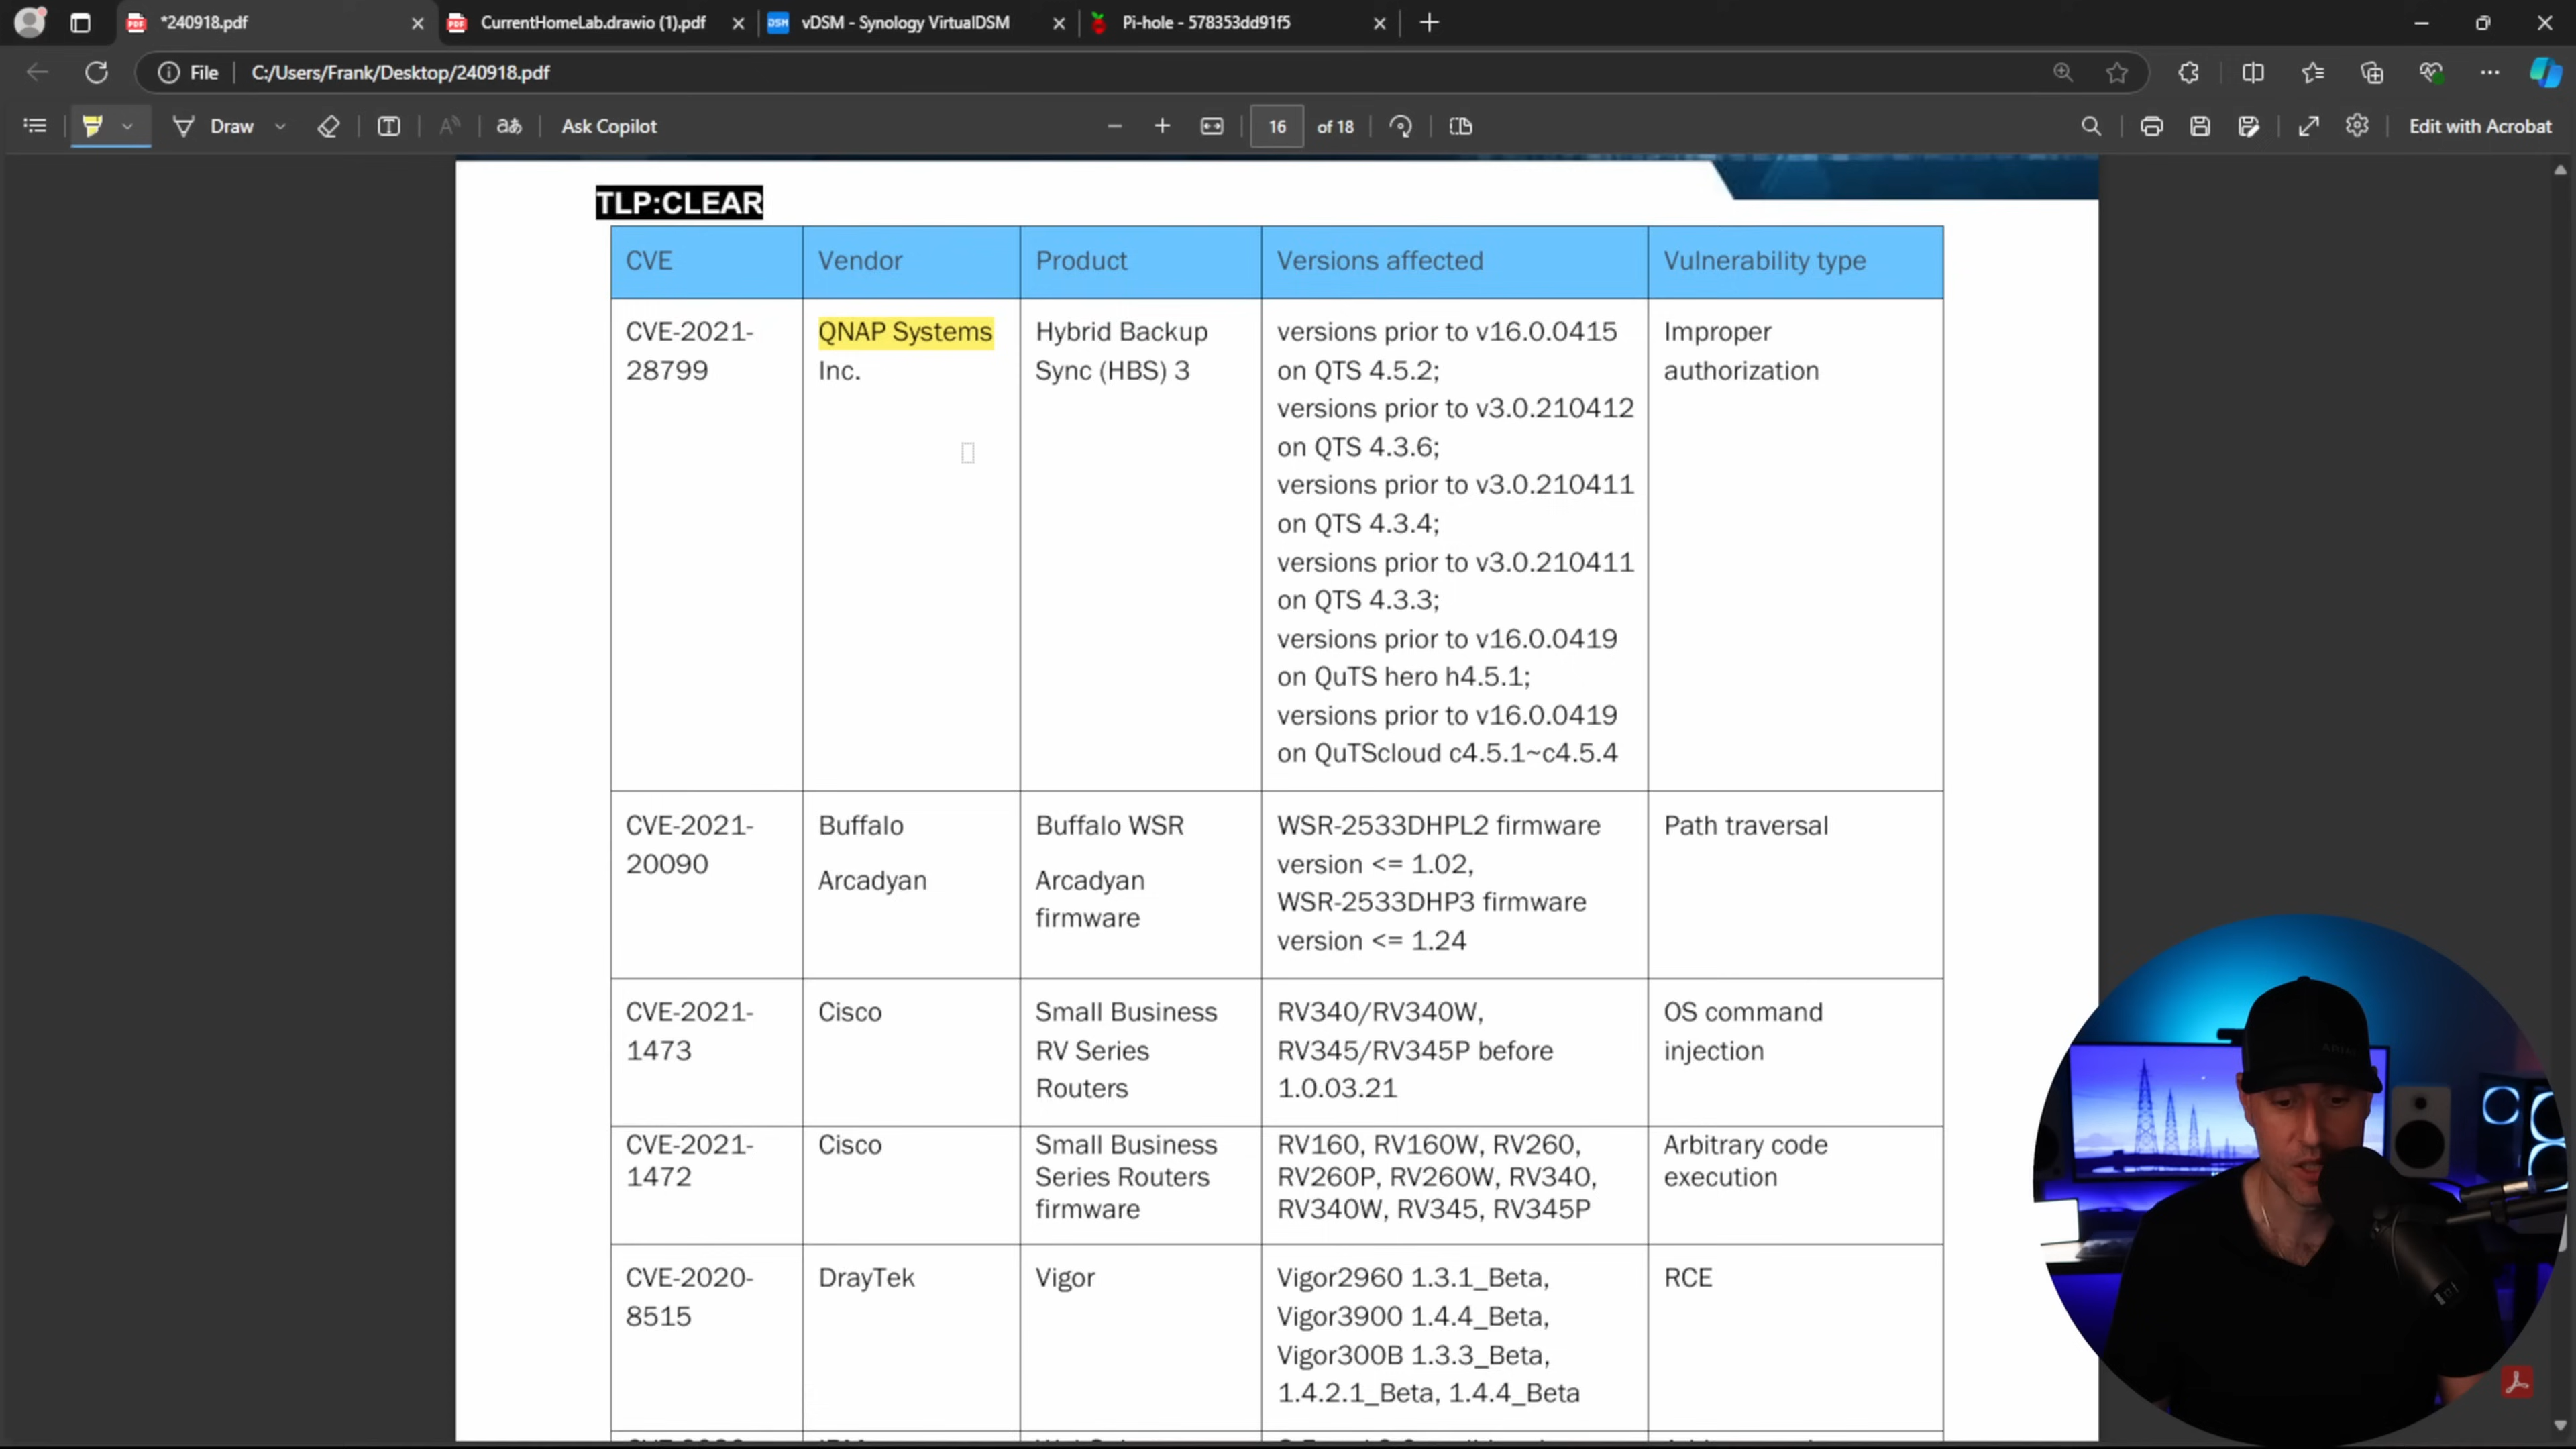 *240918.pdf
CurrentHomeLab.drawio (1).pdf
DSM
vDSM - Synology VirtualDSM
Pi-hole - 578353dd91f5
File
C:/Users/Frank/Desktop/240918.pdf
Draw
Ask Copilot
16 of 18
Edit with Acrobat
TLP:CLEAR
CVE
Vendor
Product
Versions affected
Vulnerability type
CVE-2021-
28799
QNAP Systems
Inc.
Hybrid Backup
Sync (HBS) 3
versions prior to v16.0.0415
on QTS 4.5.2;
versions prior to v3.0.210412
on QTS 4.3.6;
versions prior to v3.0.210411
on QTS 4.3.4;
versions prior to v3.0.210411
on QTS 4.3.3;
versions prior to v16.0.0419
on QuTS hero h4.5.1;
versions prior to v16.0.0419
on QuTScloud c4.5.1~c4.5.4
Improper
authorization
CVE-2021-
20090
Buffalo
Arcadyan
Buffalo WSR
Arcadyan
firmware
WSR-2533DHPL2 firmware
version <= 1.02,
WSR-2533DHP3 firmware
version <= 1.24
Path traversal
CVE-2021-
1473
Cisco
Small Business
RV Series
Routers
RV340/RV340W,
RV345/RV345P before
1.0.03.21
OS command
injection
CVE-2021-
1472
Cisco
Small Business
Series Routers
firmware
RV160, RV160W, RV260,
RV260P, RV260W, RV340,
RV340W, RV345, RV345P
Arbitrary code
execution
CVE-2020-
8515
DrayTek
Vigor
Vigor2960 1.3.1_Beta,
Vigor3900 1.4.4_Beta,
Vigor300B 1.3.3_Beta,
1.4.2.1_Beta, 1.4.4_Beta
RCE